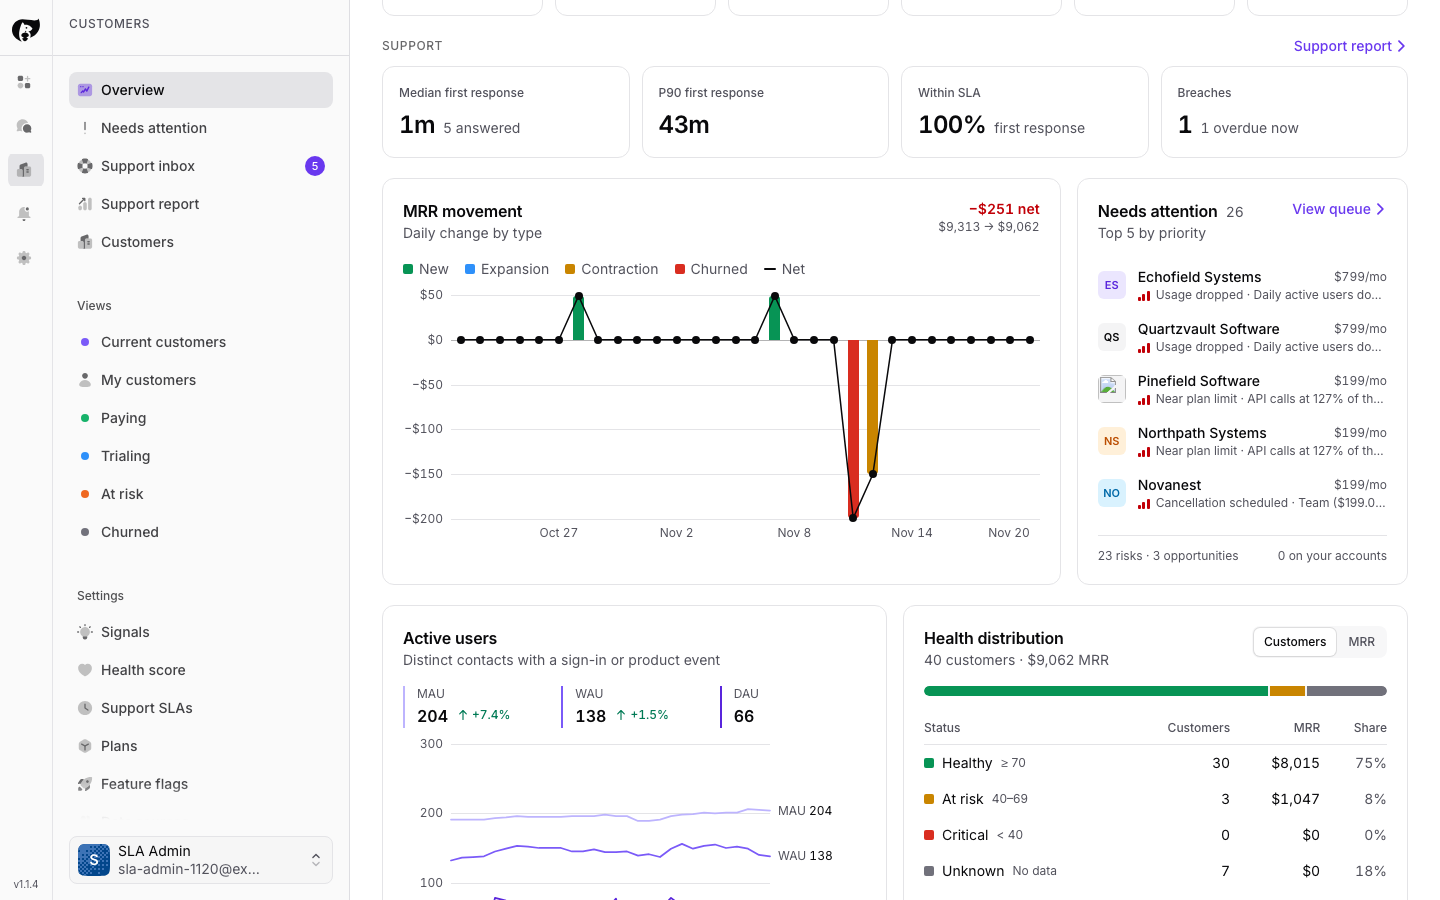 CUSTOMERS
Overview
Needs attention
Support inbox
5
Support report
Customers
Views
Current customers
My customers
Paying
Trialing
At risk
Churned
Settings
Signals
Health score
Support SLAs
Plans
Feature flags
S
SLA Admin
sla-admin-1120@ex...
v1.1.4
SUPPORT
Support report
Median first response
1m 5 answered
P90 first response
43m
Within SLA
100% first response
Breaches
1 1 overdue now
MRR movement
Daily change by type
−$251 net
$9,313 → $9,062
New
Expansion
Contraction
Churned
Net
$50
$0
−$50
−$100
−$150
−$200
Oct 27
Nov 2
Nov 8
Nov 14
Nov 20
Needs attention 26
View queue
Top 5 by priority
ES
Echofield Systems
$799/mo
Usage dropped · Daily active users do...
QS
Quartzvault Software
$799/mo
Usage dropped · Daily active users do...
Pinefield Software
$199/mo
Near plan limit · API calls at 127% of th...
NS
Northpath Systems
$199/mo
Near plan limit · API calls at 127% of th...
NO
Novanest
$199/mo
Cancellation scheduled · Team ($199.0...
23 risks · 3 opportunities
0 on your accounts
Active users
Distinct contacts with a sign-in or product event
MAU
204 ↑ +7.4%
WAU
138 ↑ +1.5%
DAU
66
300
200
100
MAU 204
WAU 138
Health distribution
40 customers · $9,062 MRR
Customers
MRR
Status Customers MRR Share
Healthy ≥ 70 30 $8,015 75%
At risk 40–69 3 $1,047 8%
Critical < 40 0 $0 0%
Unknown No data 7 $0 18%